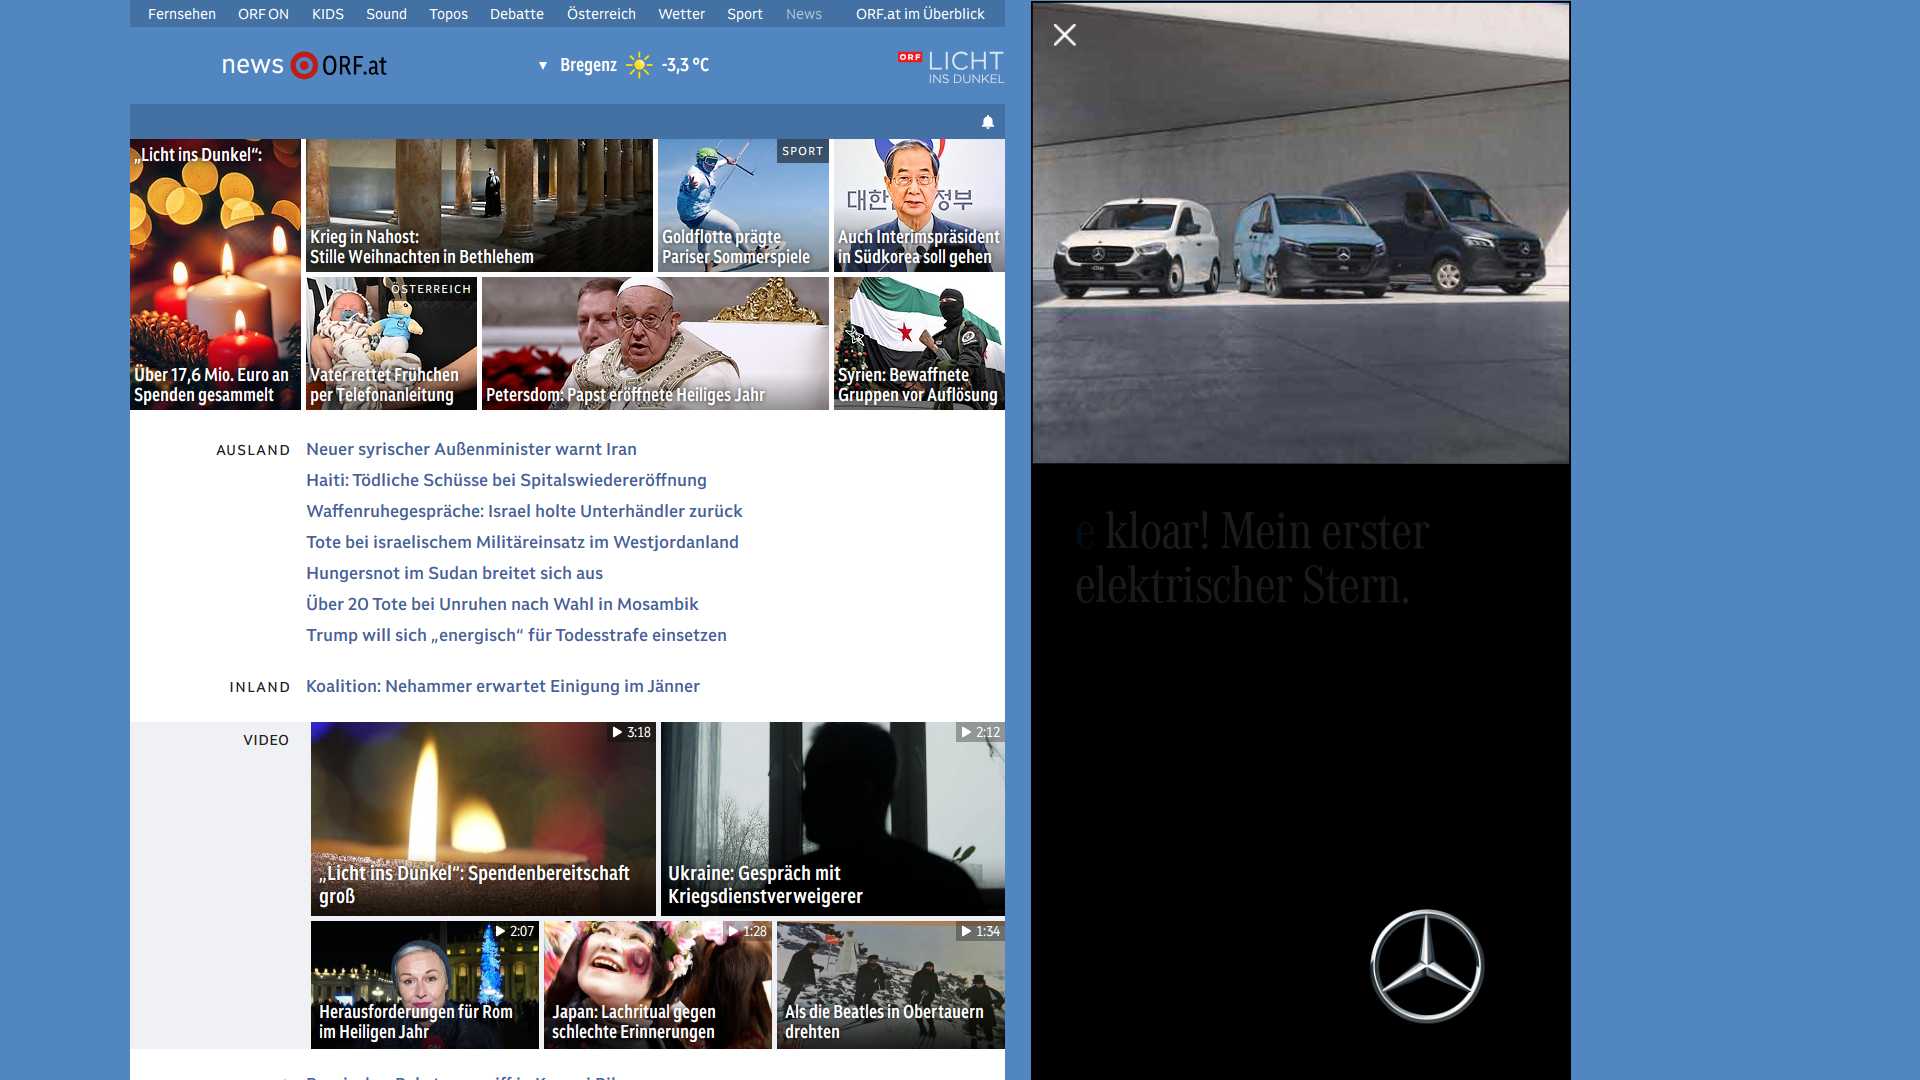 Fernsehen ORF ON KIDS Sound Topos Debatte Österreich Wetter Sport News ORF.at im Überblick
news ORF.at
▼ Bregenz -3,3 °C
ORF LICHT
INS DUNKEL
„Licht ins Dunkel“:
Über 17,6 Mio. Euro an
Spenden gesammelt
Krieg in Nahost:
Stille Weihnachten in Bethlehem
SPORT
Goldflotte prägte
Pariser Sommerspiele
Auch Interimspräsident
in Südkorea soll gehen
ÖSTERREICH
Vater rettet Frühchen
per Telefonanleitung
Petersdom: Papst eröffnete Heiliges Jahr
Syrien: Bewaffnete
Gruppen vor Auflösung
AUSLAND
Neuer syrischer Außenminister warnt Iran
Haiti: Tödliche Schüsse bei Spitalswiedereröffnung
Waffenruhegespräche: Israel holte Unterhändler zurück
Tote bei israelischem Militäreinsatz im Westjordanland
Hungersnot im Sudan breitet sich aus
Über 20 Tote bei Unruhen nach Wahl in Mosambik
Trump will sich „energisch“ für Todesstrafe einsetzen
INLAND
Koalition: Nehammer erwartet Einigung im Jänner
VIDEO
3:18
„Licht ins Dunkel“: Spendenbereitschaft
groß
2:12
Ukraine: Gespräch mit
Kriegsdienstverweigerer
2:07
Herausforderungen für Rom
im Heiligen Jahr
1:28
Japan: Lachritual gegen
schlechte Erinnerungen
1:34
Als die Beatles in Obertauern
drehten
e kloar! Mein erster
elektrischer Stern.